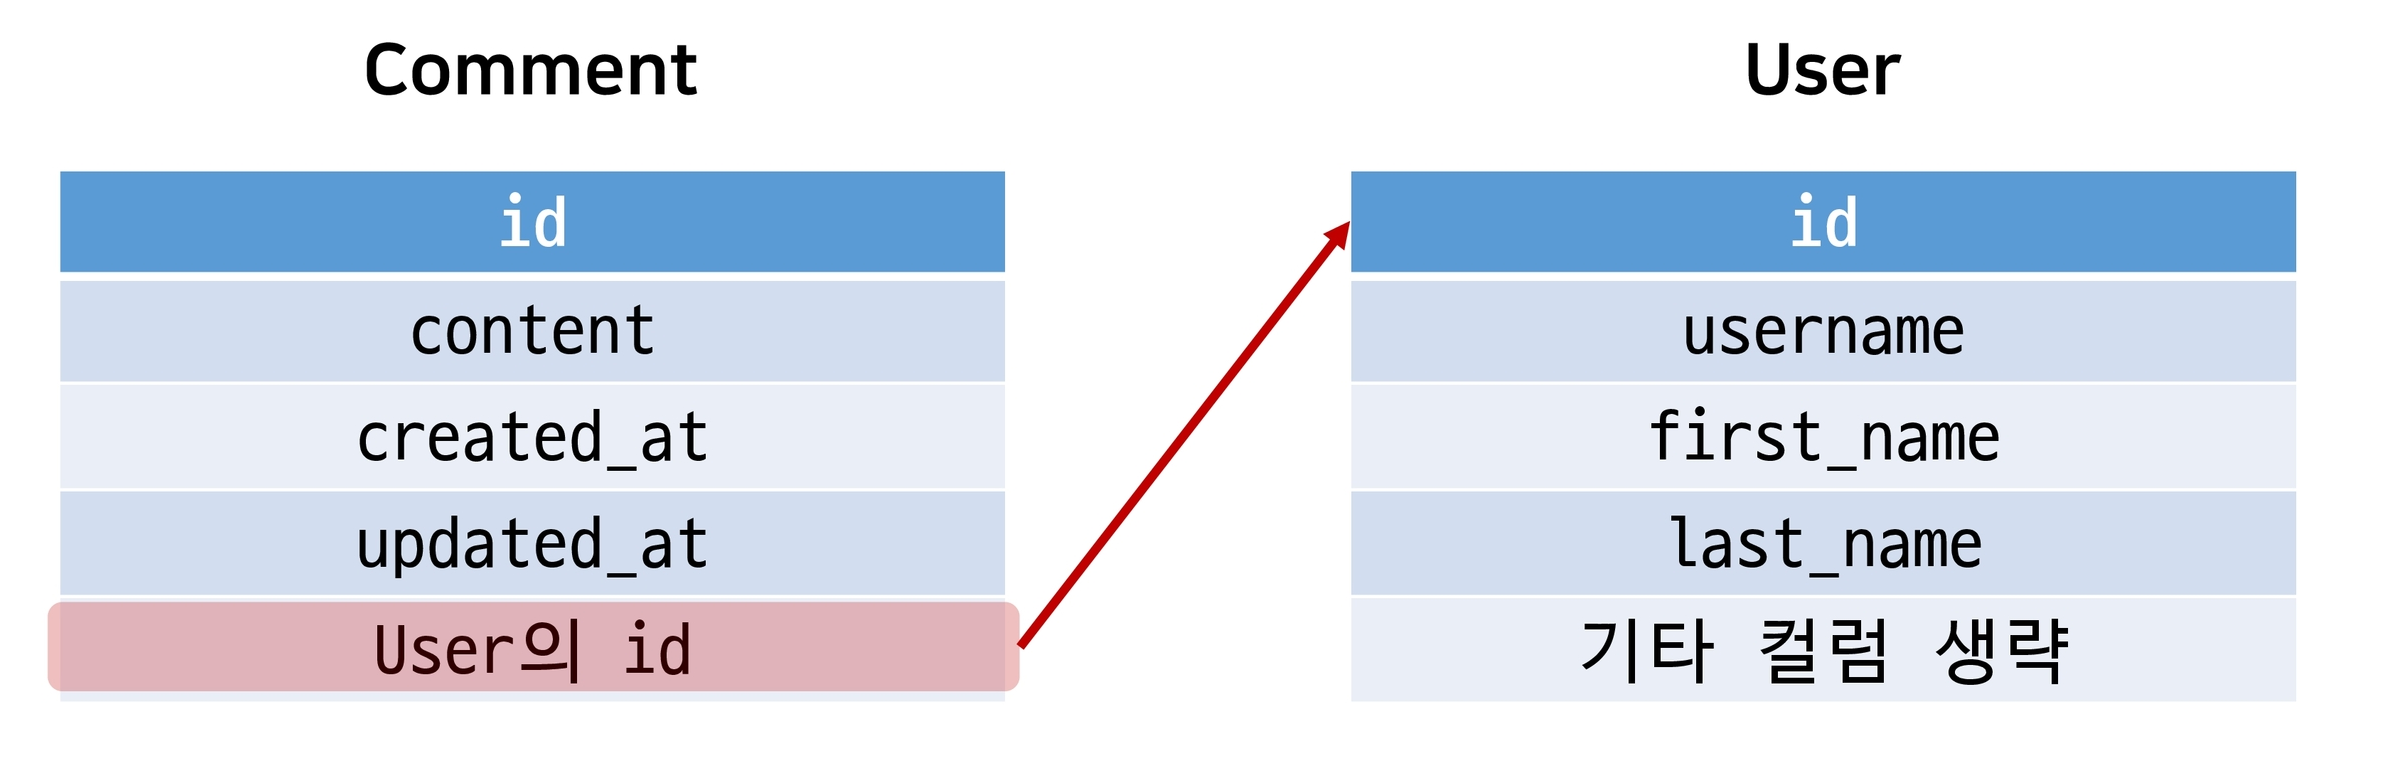 Comment
id
content
created_at
updated_at
User의 id
User
id
username
first_name
last_name
기타 컬럼 생략